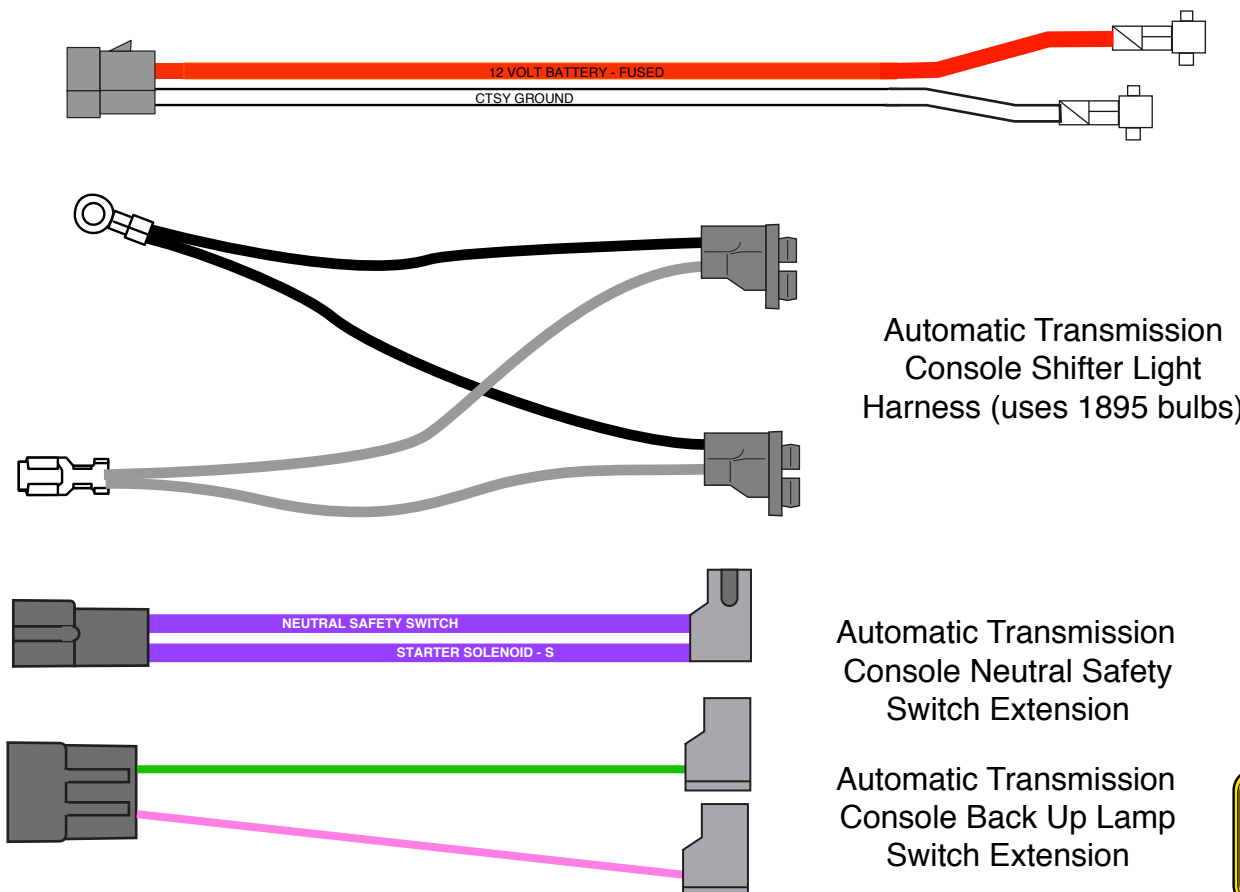 12 VOLT BATTERY - FUSED
CTSY GROUND
Automatic Transmission
Console Shifter Light
Harness (uses 1895 bulbs)
NEUTRAL SAFETY SWITCH
STARTER SOLENOID - S
Automatic Transmission
Console Neutral Safety
Switch Extension
Automatic Transmission
Console Back Up Lamp
Switch Extension